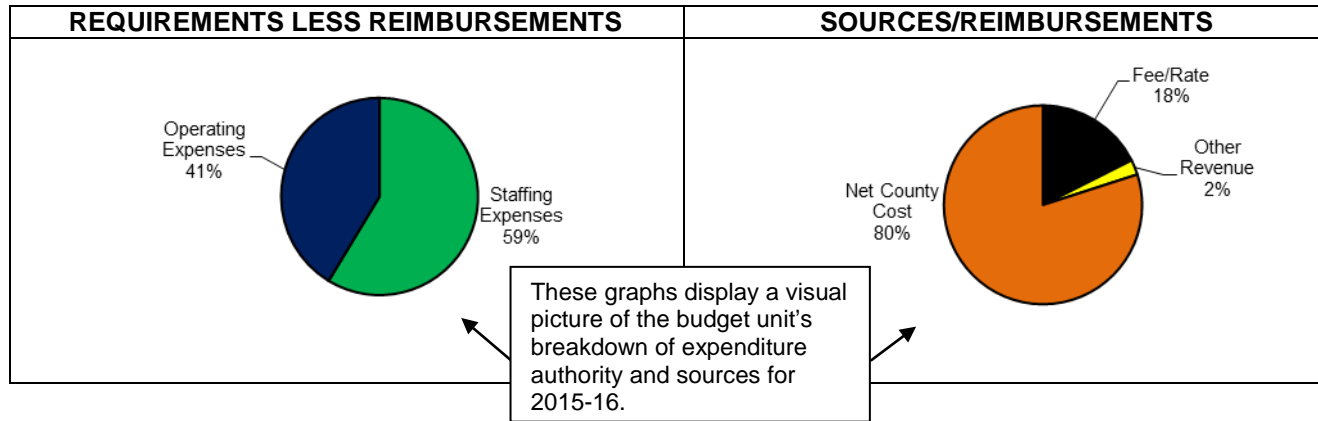 REQUIREMENTS LESS REIMBURSEMENTS
SOURCES/REIMBURSEMENTS
Operating
Expenses
41%
Staffing
Expenses
59%
Fee/Rate
18%
Other
Revenue
2%
Net County
Cost
80%
These graphs display a visual
picture of the budget unit’s
breakdown of expenditure
authority and sources for
2015-16.